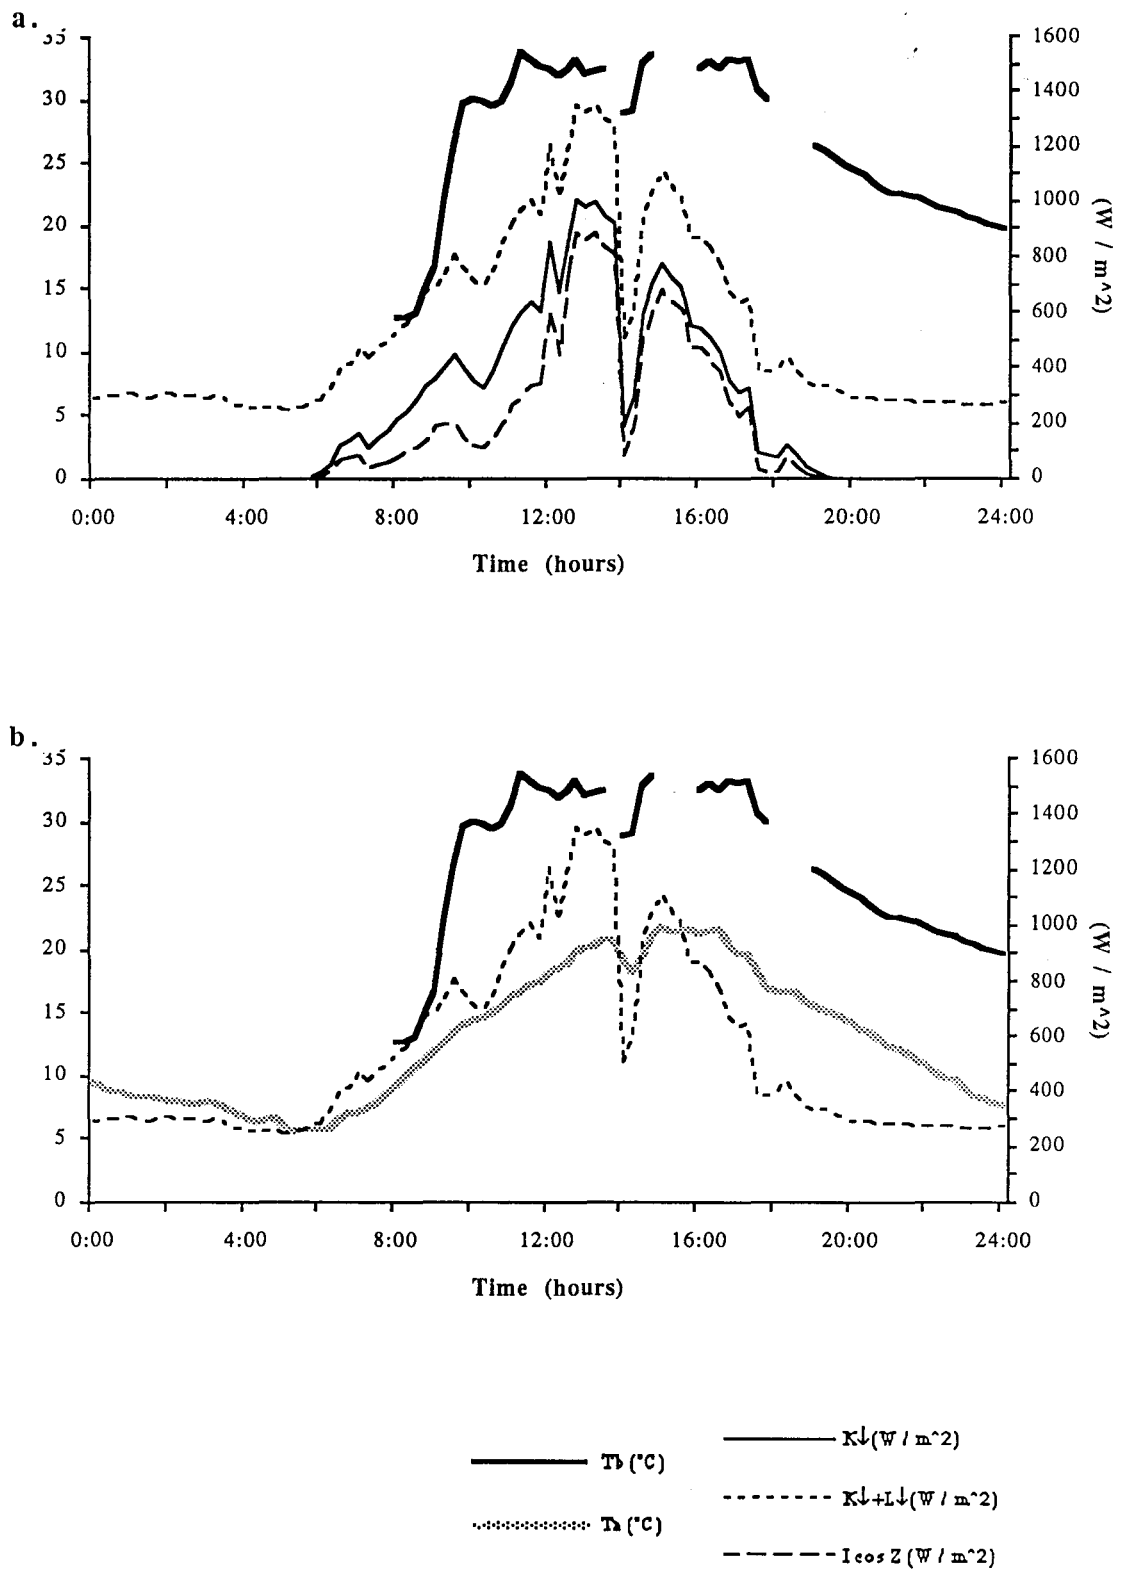 a.
35 1600
30 1400
25 1200
20 1000
15 800
10 600
5 400
0 200
0
(W / m^2)
0:00 4:00 8:00 12:00 16:00 20:00 24:00
Time (hours)
b.
35 1600
30 1400
25 1200
20 1000
15 800
10 600
5 400
0 200
0
(W / m^2)
0:00 4:00 8:00 12:00 16:00 20:00 24:00
Time (hours)
Tb (°C)
Ta (°C)
K↓(W / m^2)
K↓+L↓(W / m^2)
I cos Z (W / m^2)